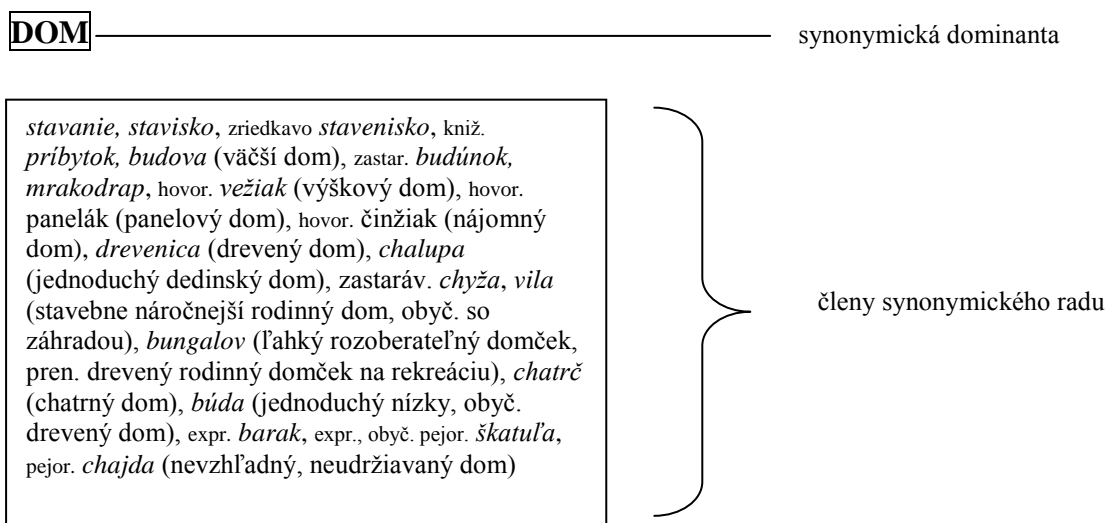 DOM synonymická dominanta
stavanie, stavisko, zriedkavo stavenisko, kniž.
príbytok, budova (väčší dom), zastar. budúnok,
mrakodrap, hovor. vežiak (výškový dom), hovor.
panelák (panelový dom), hovor. činžiak (nájomný
dom), drevenica (drevený dom), chalupa
(jednoduchý dedinský dom), zastaráv. chyža, vila
(stavebne náročnejší rodinný dom, obyč. so
záhradou), bungalov (ľahký rozoberateľný domček,
pren. drevený rodinný domček na rekreáciu), chatrč
(chatrný dom), búda (jednoduchý nízky, obyč.
drevený dom), expr. barak, expr., obyč. pejor. škatuľa,
pejor. chajda (nevzhľadný, neudržiavaný dom)
členy synonymického radu